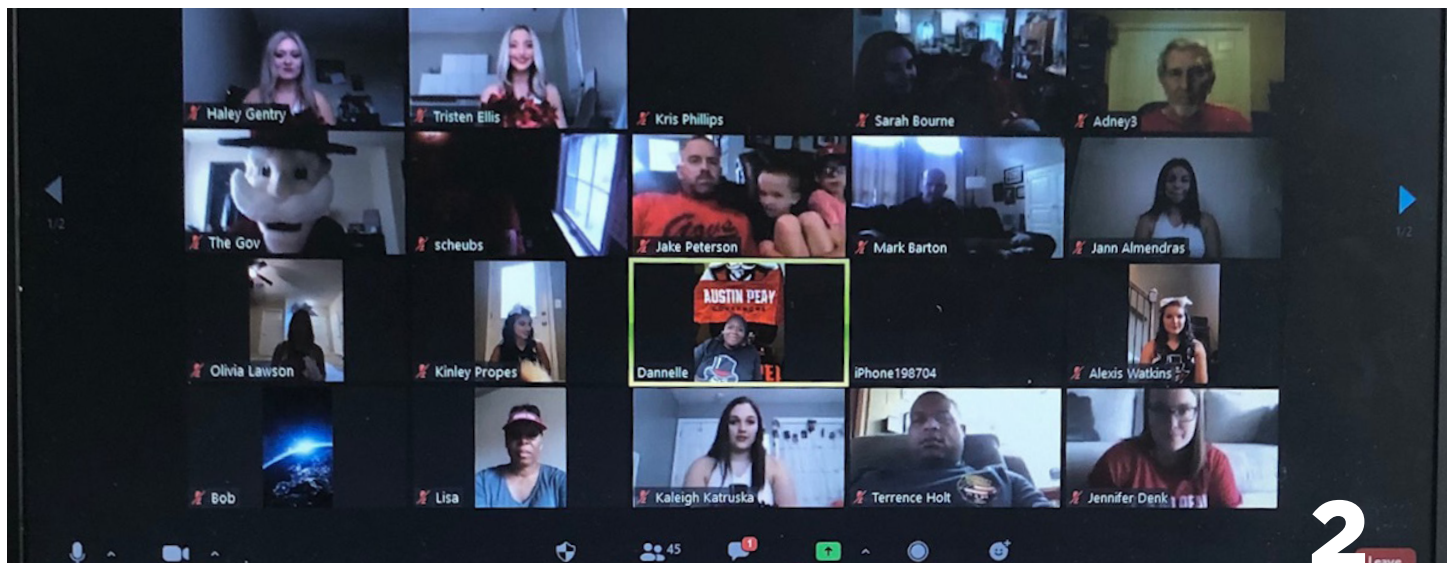 Haley Gentry
Tristen Ellis
Kris Phillips
Sarah Bourne
Adney3
The Gov
scheubs
Jake Peterson
Mark Barton
Jann Almendras
1/2
1/2
Olivia Lawson
Kinley Propes
AUSTIN PEAY
GOVERNORS
Dannelle
iPhone198704
Alexis Watkins
Bob
Lisa
Kaleigh Katruska
Terrence Holt
Jennifer Denk
45
1
2
Leave